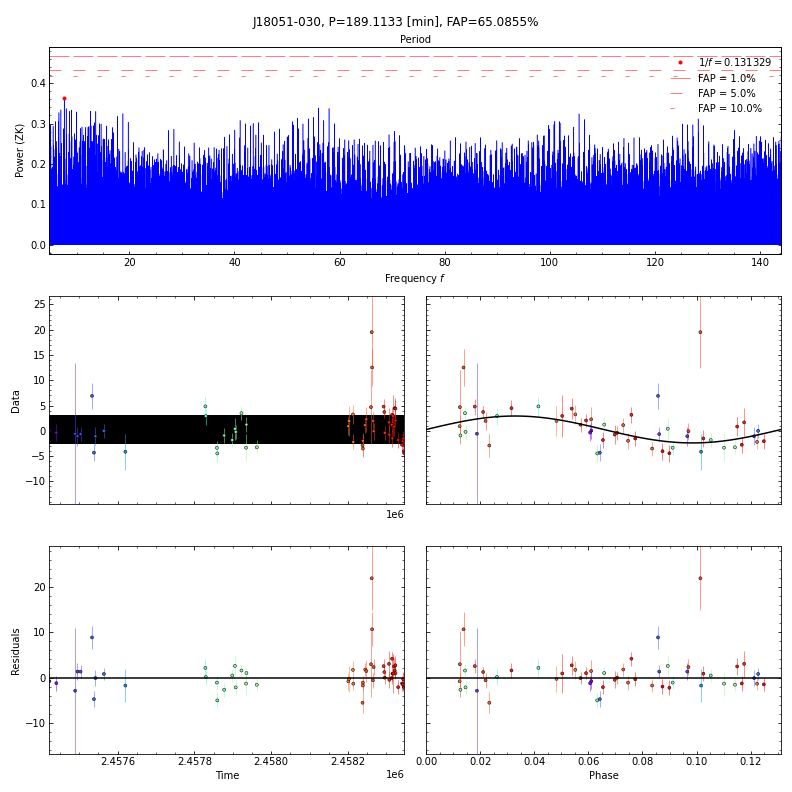 J18051-030, P=189.1133 [min], FAP=65.0855%
Period
Power (ZK)
0.4
0.3
0.2
0.1
0.0
1/f = 0.131329
FAP = 1.0%
FAP = 5.0%
FAP = 10.0%
20 40 60 80 100 120 140
Frequency f
Data
25
20
15
10
5
0
−5
−10
1e6
Residuals
20
10
0
−10
2.4576 2.4578 2.4580 2.4582
1e6
Time
0.00 0.02 0.04 0.06 0.08 0.10 0.12
Phase